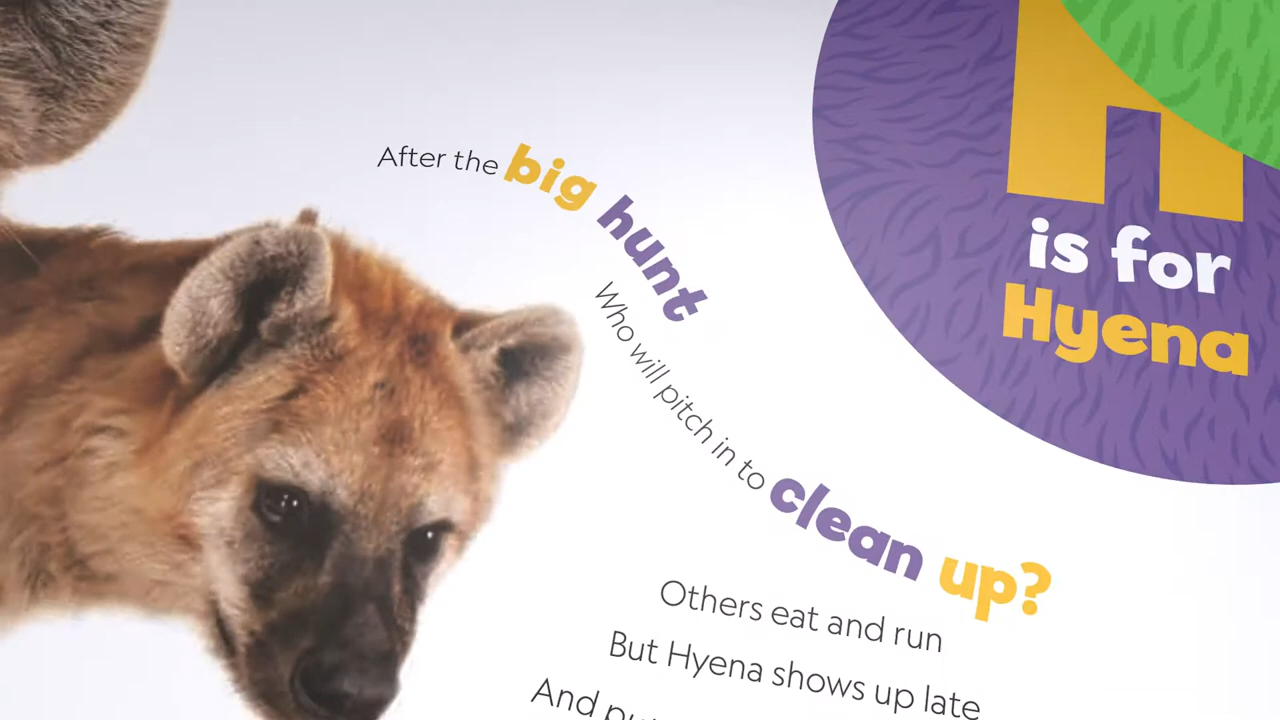 After the big hunt
Who will pitch in to clean up?
Others eat and run
But Hyena shows up late
And
H
is for
Hyena